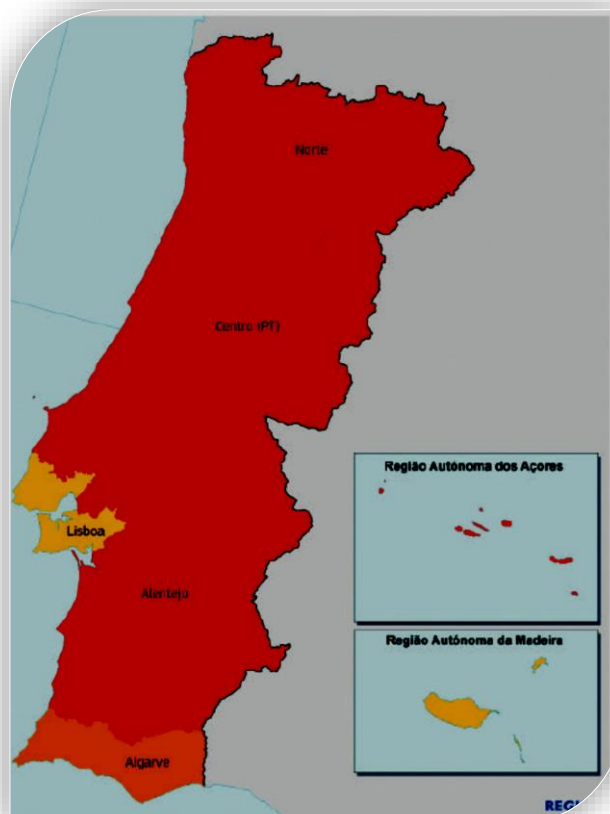 Norte
Centro (PT)
Região Autónoma dos Açores
Lisboa
Alentejo
Região Autónoma da Madeira
Algarve